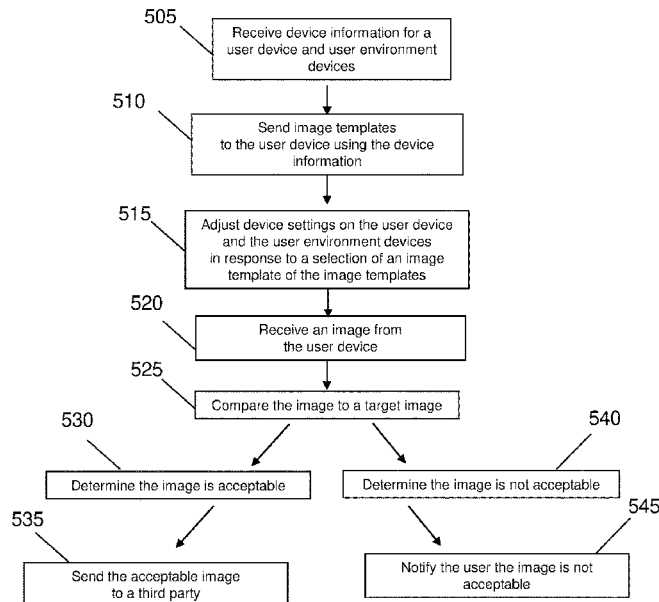 505
Receive device information for a
user device and user environment
devices
510
Send image templates
to the user device using the device
information
515
Adjust device settings on the user device
and the user environment devices
in response to a selection of an image
template of the image templates
520
Receive an image from
the user device
525
Compare the image to a target image
530
Determine the image is acceptable
540
Determine the image is not acceptable
535
Send the acceptable image
to a third party
545
Notify the user the image is not
acceptable